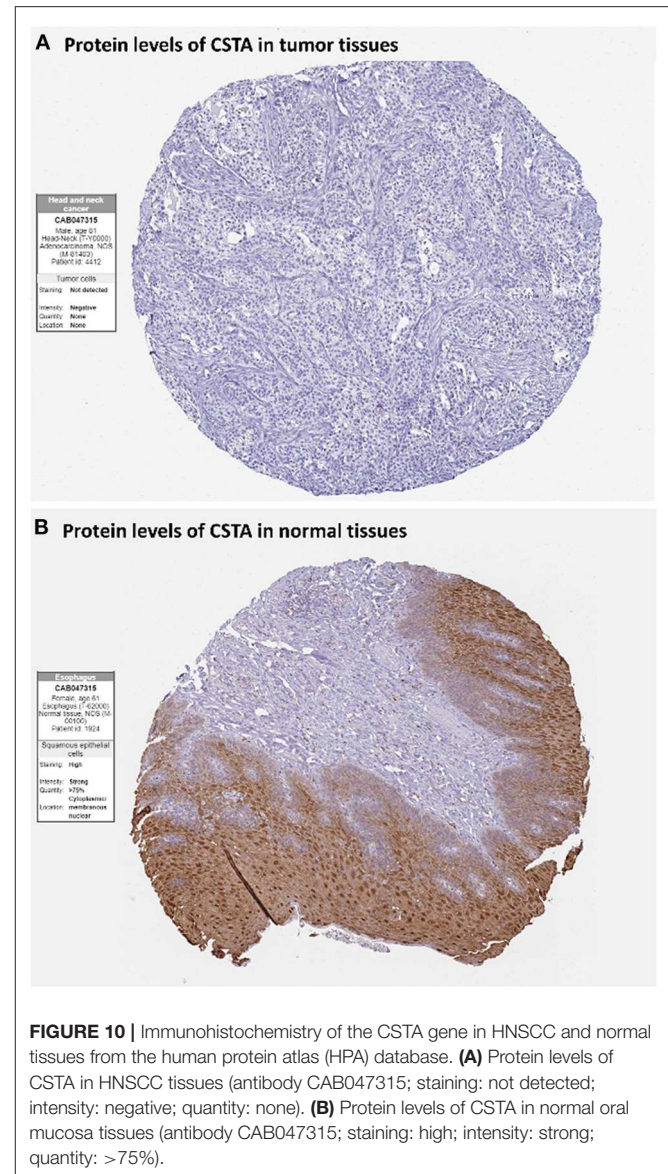 A Protein levels of CSTA in tumor tissues
Head and neck
cancer
CAB047315
Male, age 61
Head-Neck (T-Y0000)
Adenocarcinoma, NOS
(M-81403)
Patient id: 4412
Tumor cells
Staining: Not detected
Intensity: Negative
Quantity: None
Location: None
B Protein levels of CSTA in normal tissues
Esophagus
CAB047315
Female, age 61
Esophagus (T-62000)
Normal tissue, NOS (M-
00100)
Patient id: 1924
Squamous epithelial
cells
Staining: High
Intensity: Strong
Quantity: >75%
Cytoplasmic/
Location: membranous
nuclear
FIGURE 10 | Immunohistochemistry of the CSTA gene in HNSCC and normal
tissues from the human protein atlas (HPA) database. (A) Protein levels of
CSTA in HNSCC tissues (antibody CAB047315; staining: not detected;
intensity: negative; quantity: none). (B) Protein levels of CSTA in normal oral
mucosa tissues (antibody CAB047315; staining: high; intensity: strong;
quantity: >75%).